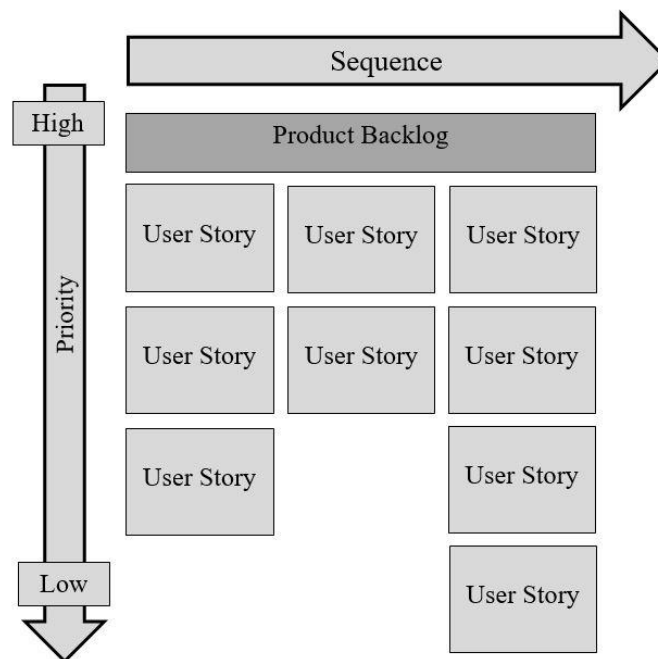 Sequence
High
Product Backlog
User Story
User Story
User Story
Priority
User Story
User Story
User Story
User Story
User Story
Low
User Story